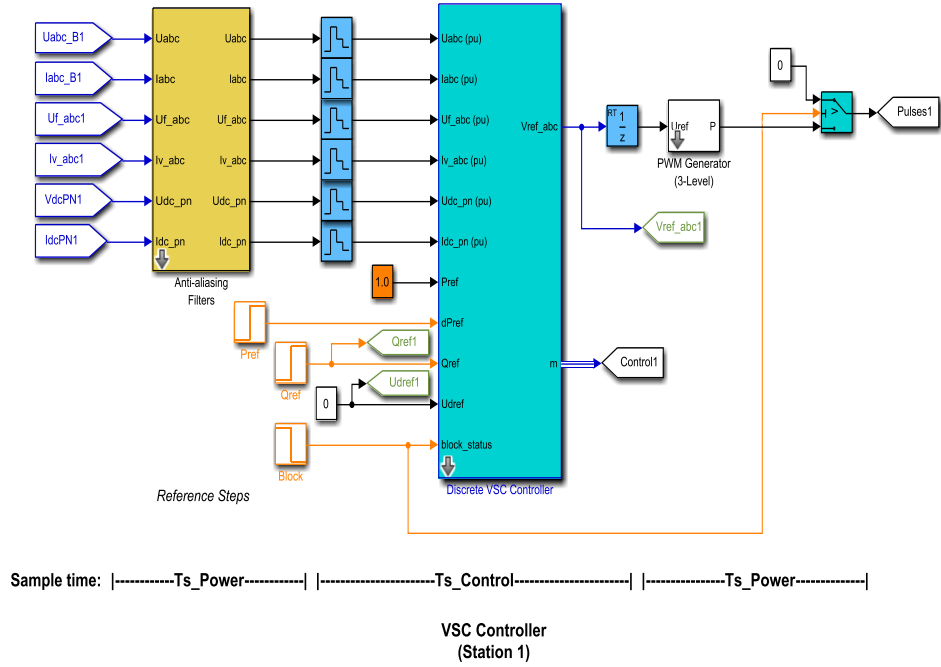 Uabc_B1
Iabc_B1
Uf_abc1
Iv_abc1
VdcPN1
IdcPN1
Uabc
Iabc
Uf_abc
Iv_abc
Udc_pn
Idc_pn
Uabc
Iabc
Uf_abc
Iv_abc
Udc_pn
Idc_pn
Anti-aliasing
Filters
Uabc (pu)
Iabc (pu)
Uf_abc (pu)
Iv_abc (pu)
Udc_pn (pu)
Idc_pn (pu)
Pref
dPref
Qref
Udref
block_status
Vref_abc
m
Discrete VSC Controller
1.0
Pref
Qref
Qref1
Udref1
0
Block
Reference Steps
RT 1
z
Uref P
PWM Generator
(3-Level)
0
>
Pulses1
Vref_abc1
Control1
Sample time: |------------Ts_Power------------| |-----------------------Ts_Control-----------------------| |----------------Ts_Power--------------|
VSC Controller
(Station 1)